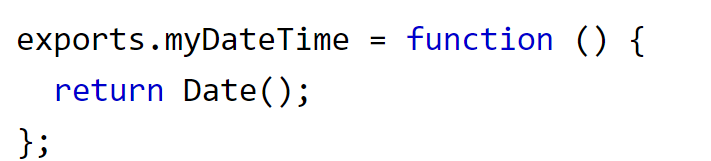 exports.myDateTime = function () {
  return Date();
};